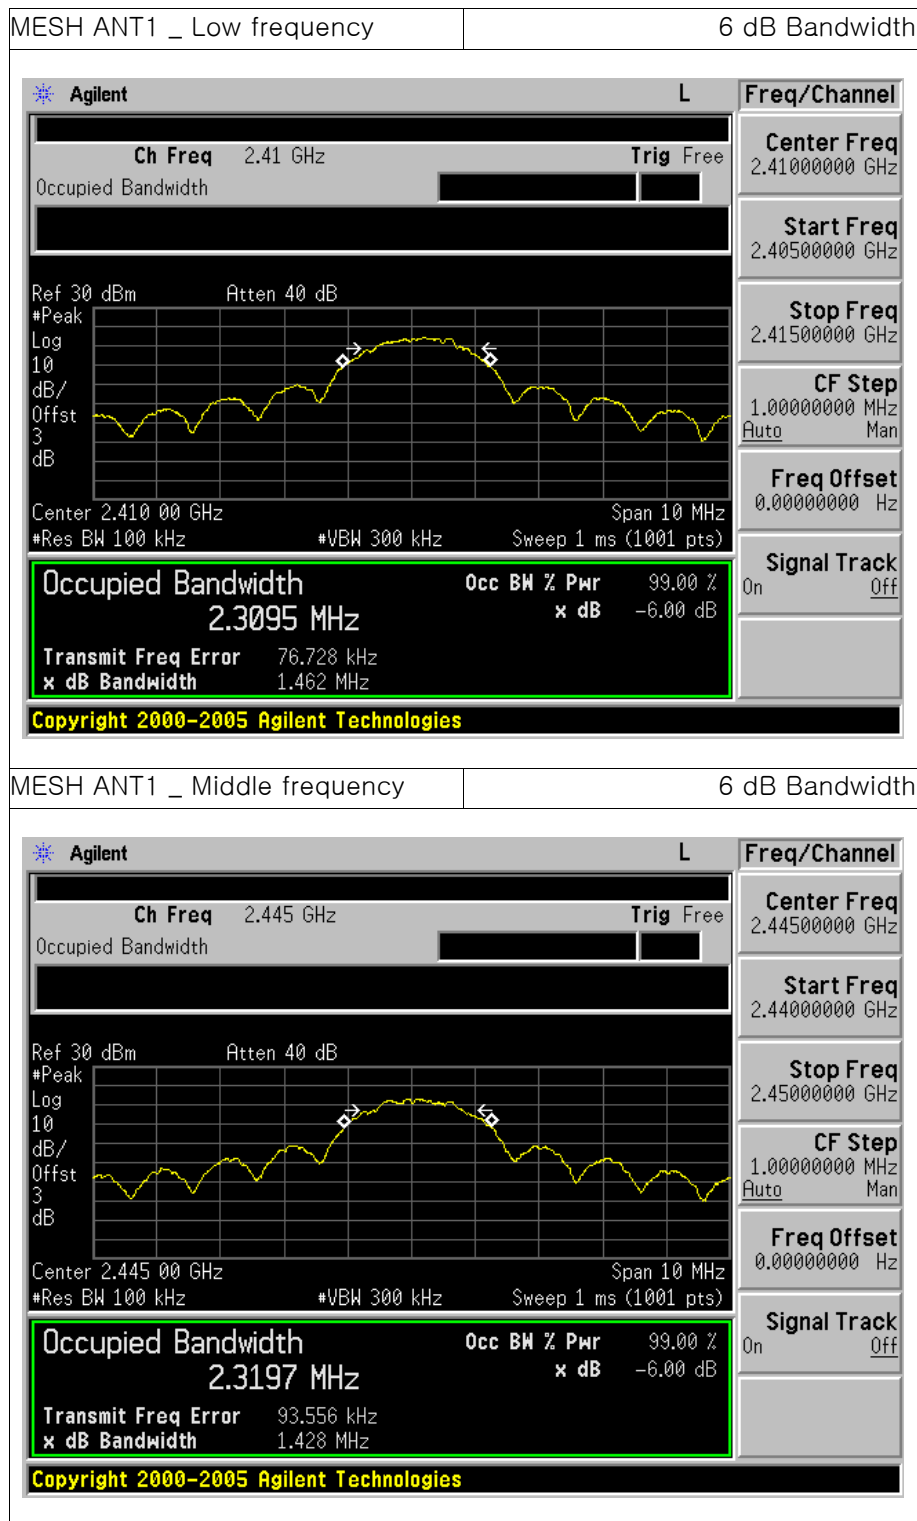 MESH ANT1 _ Low frequency 6 dB Bandwidth
Agilent L Freq/Channel
Ch Freq 2.41 GHz Trig Free
Occupied Bandwidth
Center Freq
2.41000000 GHz
Start Freq
2.40500000 GHz
Stop Freq
2.41500000 GHz
CF Step
1.00000000 MHz
Auto Man
Freq Offset
0.00000000 Hz
Signal Track
On Off
Ref 30 dBm Atten 40 dB
#Peak
Log
10
dB/
Offst
3
dB
Center 2.410 00 GHz Span 10 MHz
#Res BW 100 kHz #VBW 300 kHz Sweep 1 ms (1001 pts)
Occupied Bandwidth Occ BW % Pwr 99.00 %
2.3095 MHz x dB -6.00 dB
Transmit Freq Error 76.728 kHz
x dB Bandwidth 1.462 MHz
Copyright 2000-2005 Agilent Technologies
MESH ANT1 _ Middle frequency 6 dB Bandwidth
Agilent L Freq/Channel
Ch Freq 2.445 GHz Trig Free
Occupied Bandwidth
Center Freq
2.44500000 GHz
Start Freq
2.44000000 GHz
Stop Freq
2.45000000 GHz
CF Step
1.00000000 MHz
Auto Man
Freq Offset
0.00000000 Hz
Signal Track
On Off
Ref 30 dBm Atten 40 dB
#Peak
Log
10
dB/
Offst
3
dB
Center 2.445 00 GHz Span 10 MHz
#Res BW 100 kHz #VBW 300 kHz Sweep 1 ms (1001 pts)
Occupied Bandwidth Occ BW % Pwr 99.00 %
2.3197 MHz x dB -6.00 dB
Transmit Freq Error 93.556 kHz
x dB Bandwidth 1.428 MHz
Copyright 2000-2005 Agilent Technologies